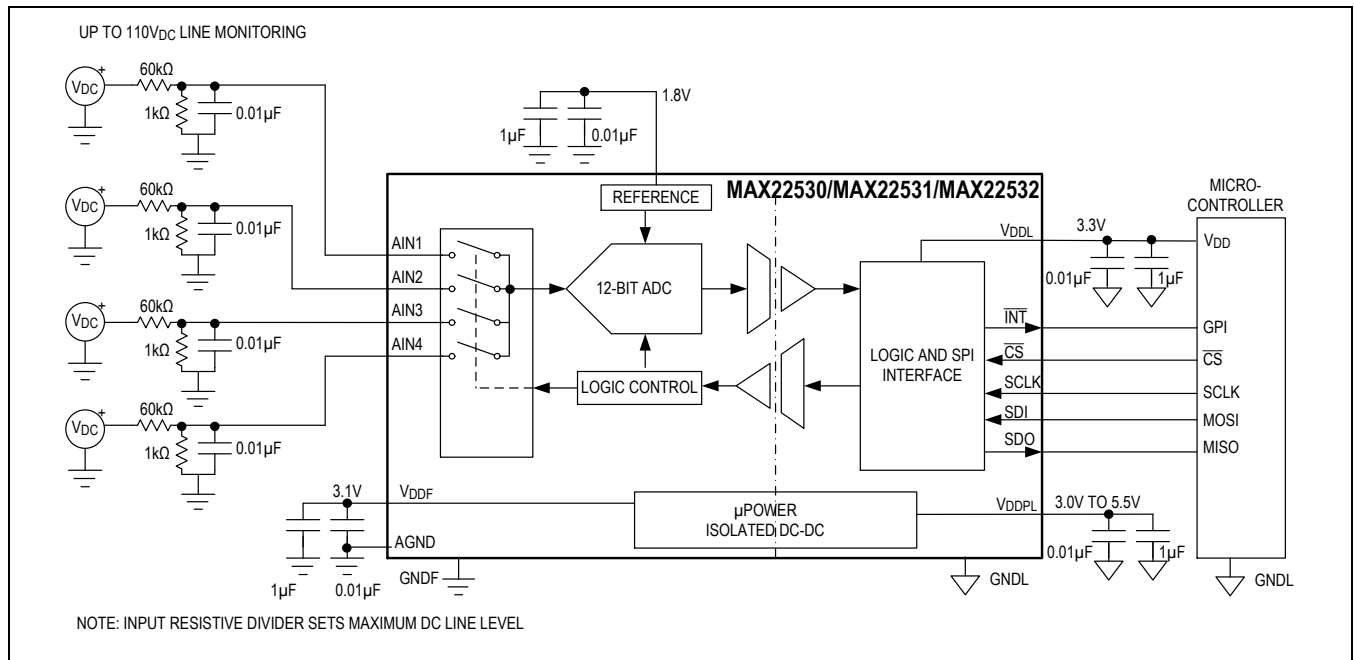 UP TO 110VDC LINE MONITORING
VDC
+
60kΩ
1kΩ
0.01µF
VDC
+
60kΩ
1kΩ
0.01µF
VDC
+
60kΩ
1kΩ
0.01µF
VDC
+
60kΩ
1kΩ
0.01µF
1.8V
1µF
0.01µF
MAX22530/MAX22531/MAX22532
REFERENCE
AIN1
AIN2
AIN3
AIN4
12-BIT ADC
LOGIC CONTROL
LOGIC AND SPI
INTERFACE
VDDL
3.3V
0.01µF
1µF
INT
CS
SCLK
SDI
SDO
MICRO-
CONTROLLER
VDD
GPI
CS
SCLK
MOSI
MISO
3.1V
VDDF
AGND
1µF
0.01µF
GNDF
µPOWER
ISOLATED DC-DC
VDDPL
3.0V TO 5.5V
0.01µF
1µF
GNDL
GNDL
NOTE: INPUT RESISTIVE DIVIDER SETS MAXIMUM DC LINE LEVEL